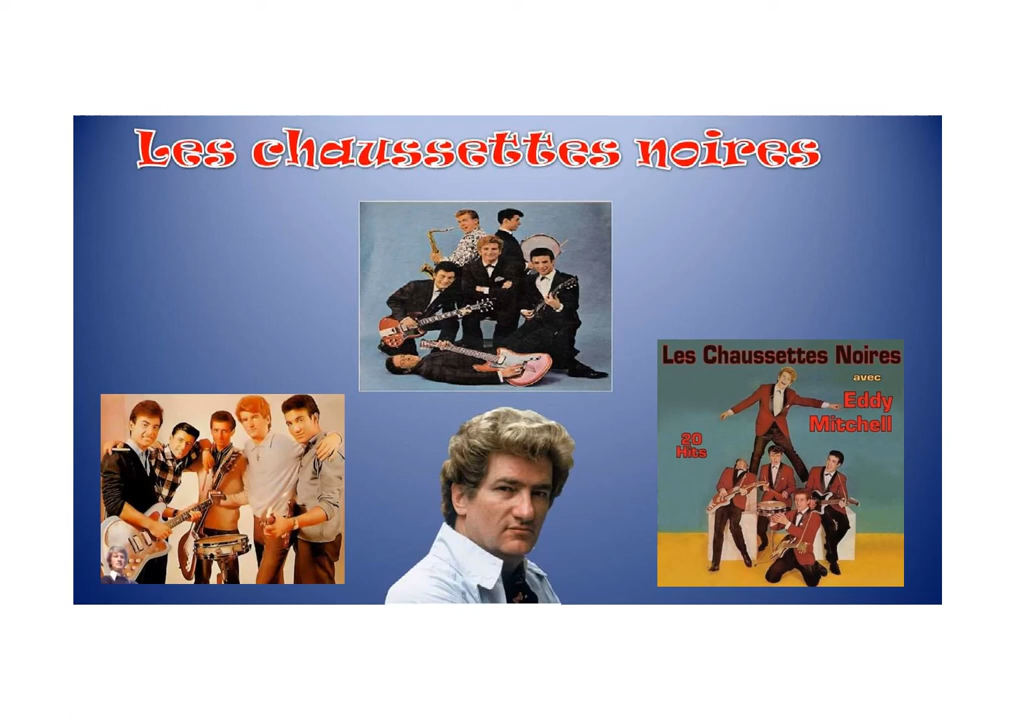 Les chaussettes noires
Les Chaussettes Noires
avec
Eddy
Mitchell
20
Hits